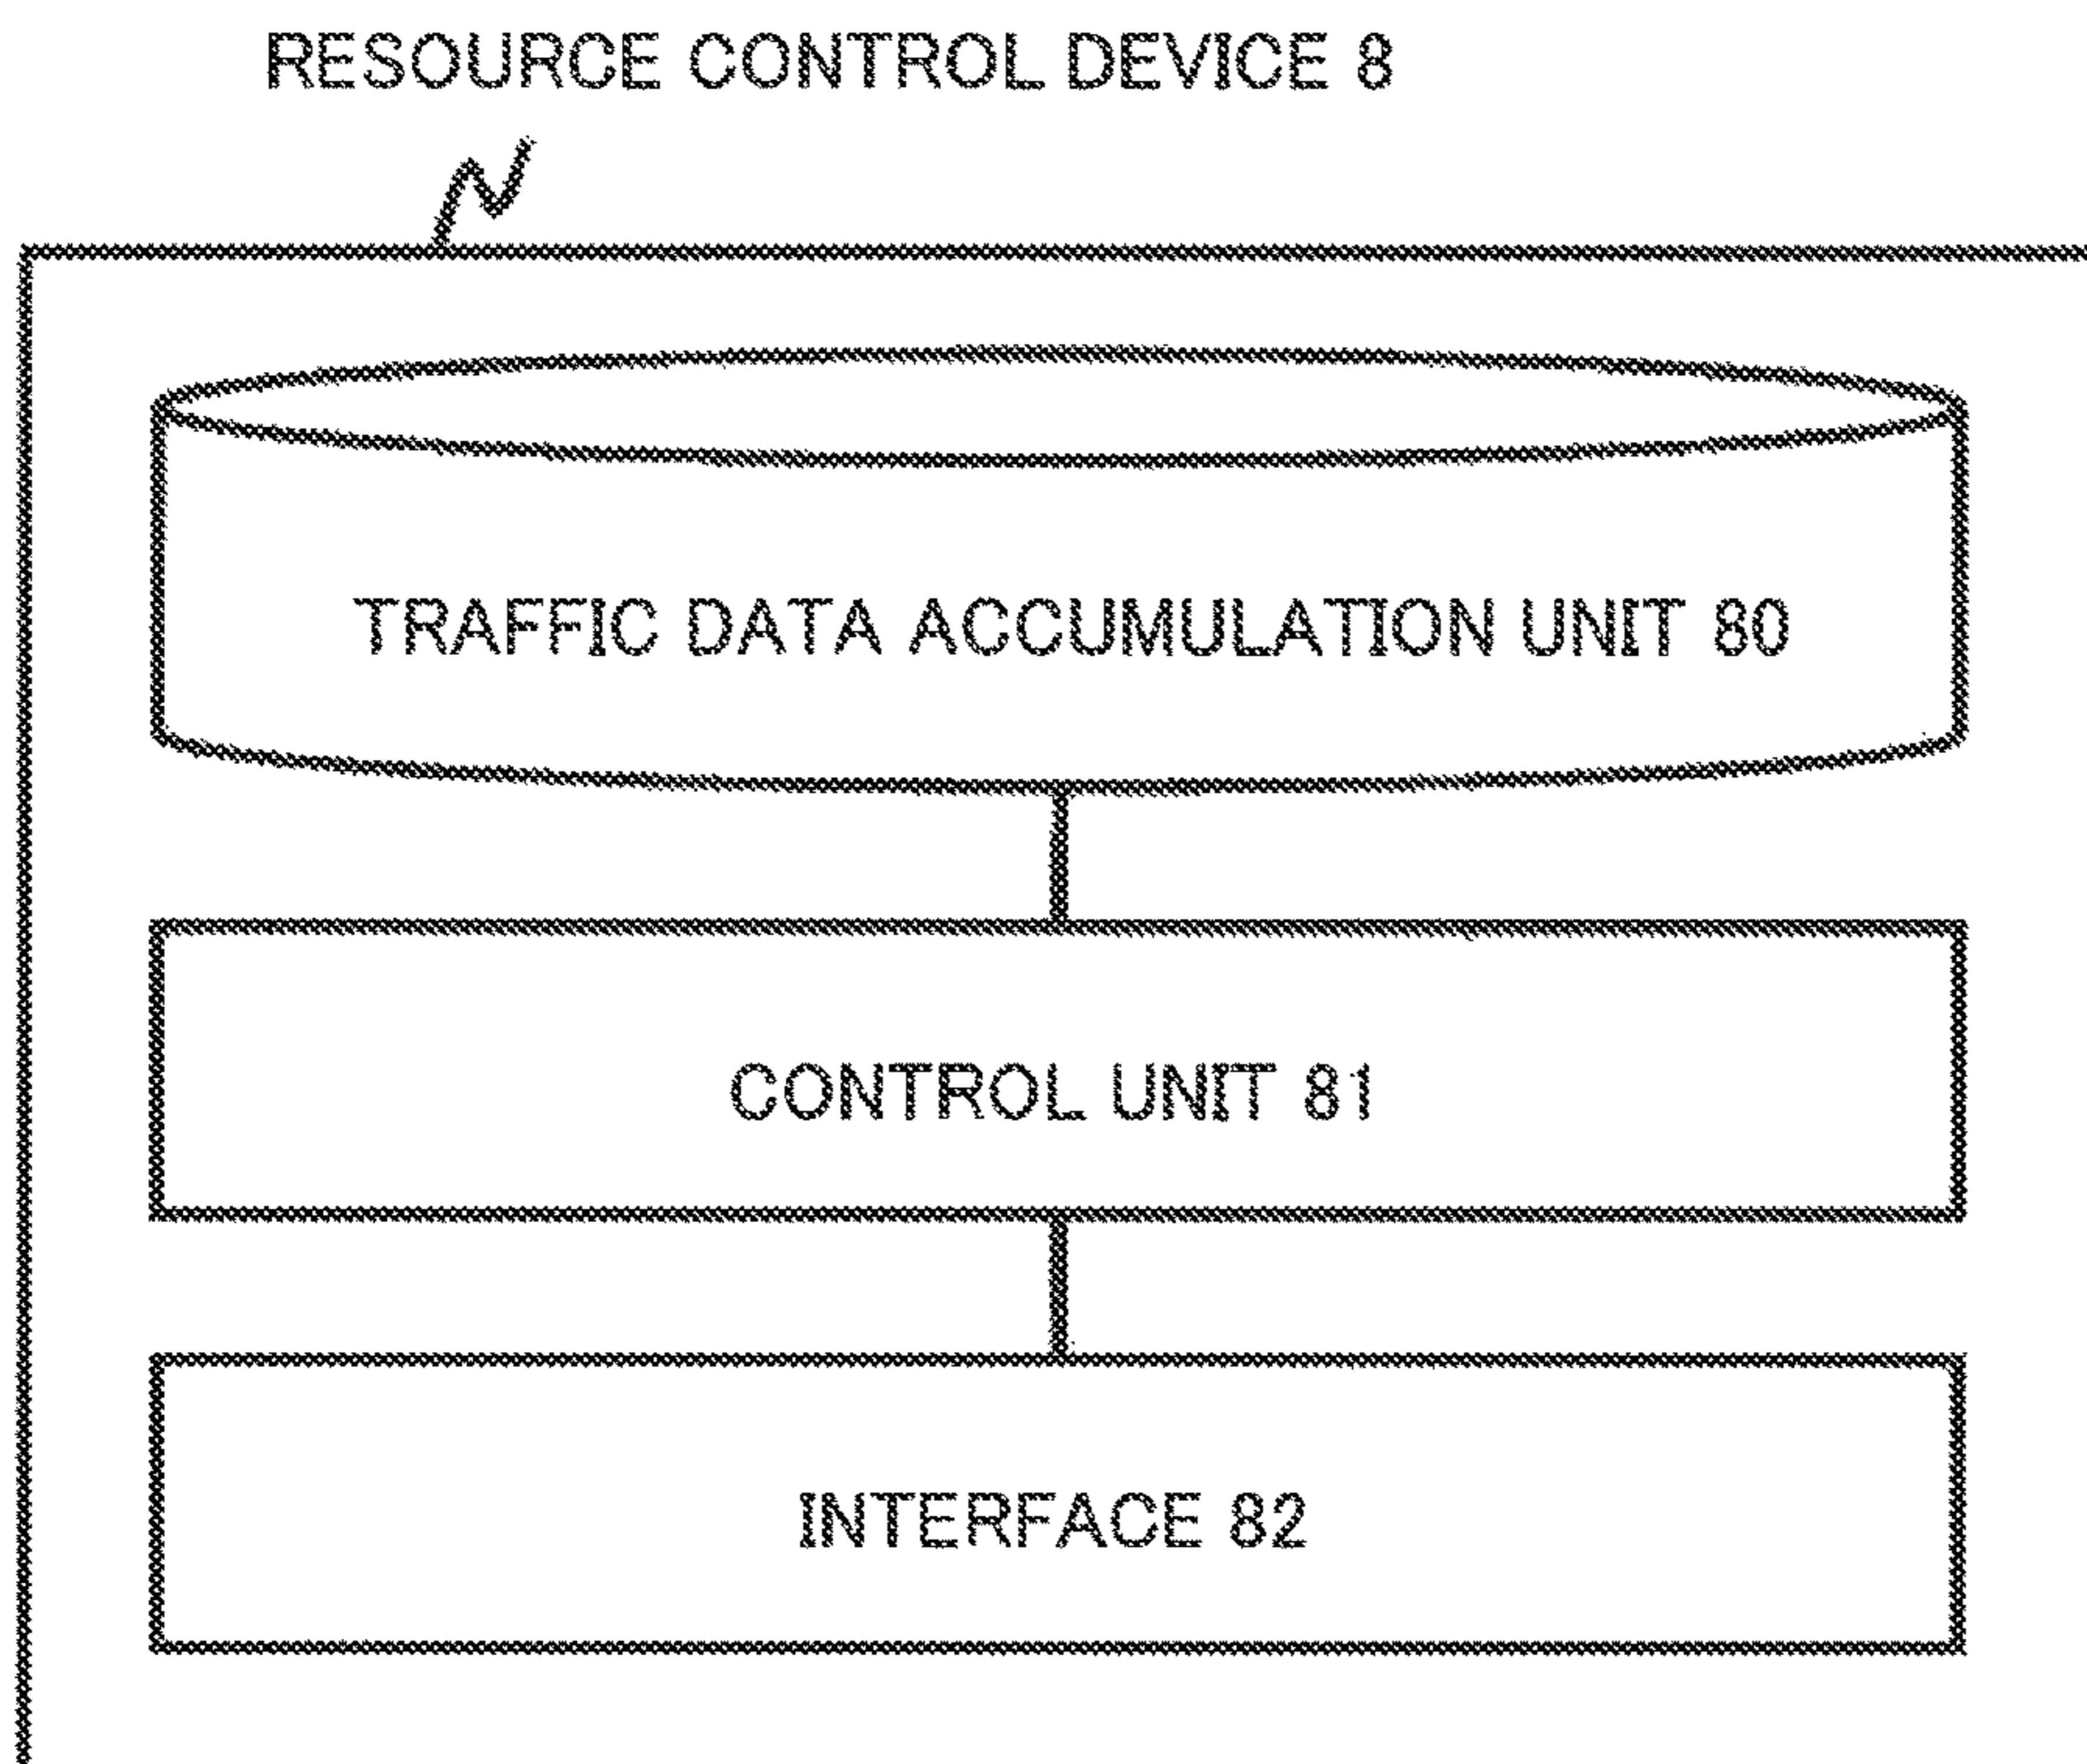 RESOURCE CONTROL DEVICE 8
TRAFFIC DATA ACCUMULATION UNIT 80
CONTROL UNIT 81
INTERFACE 82